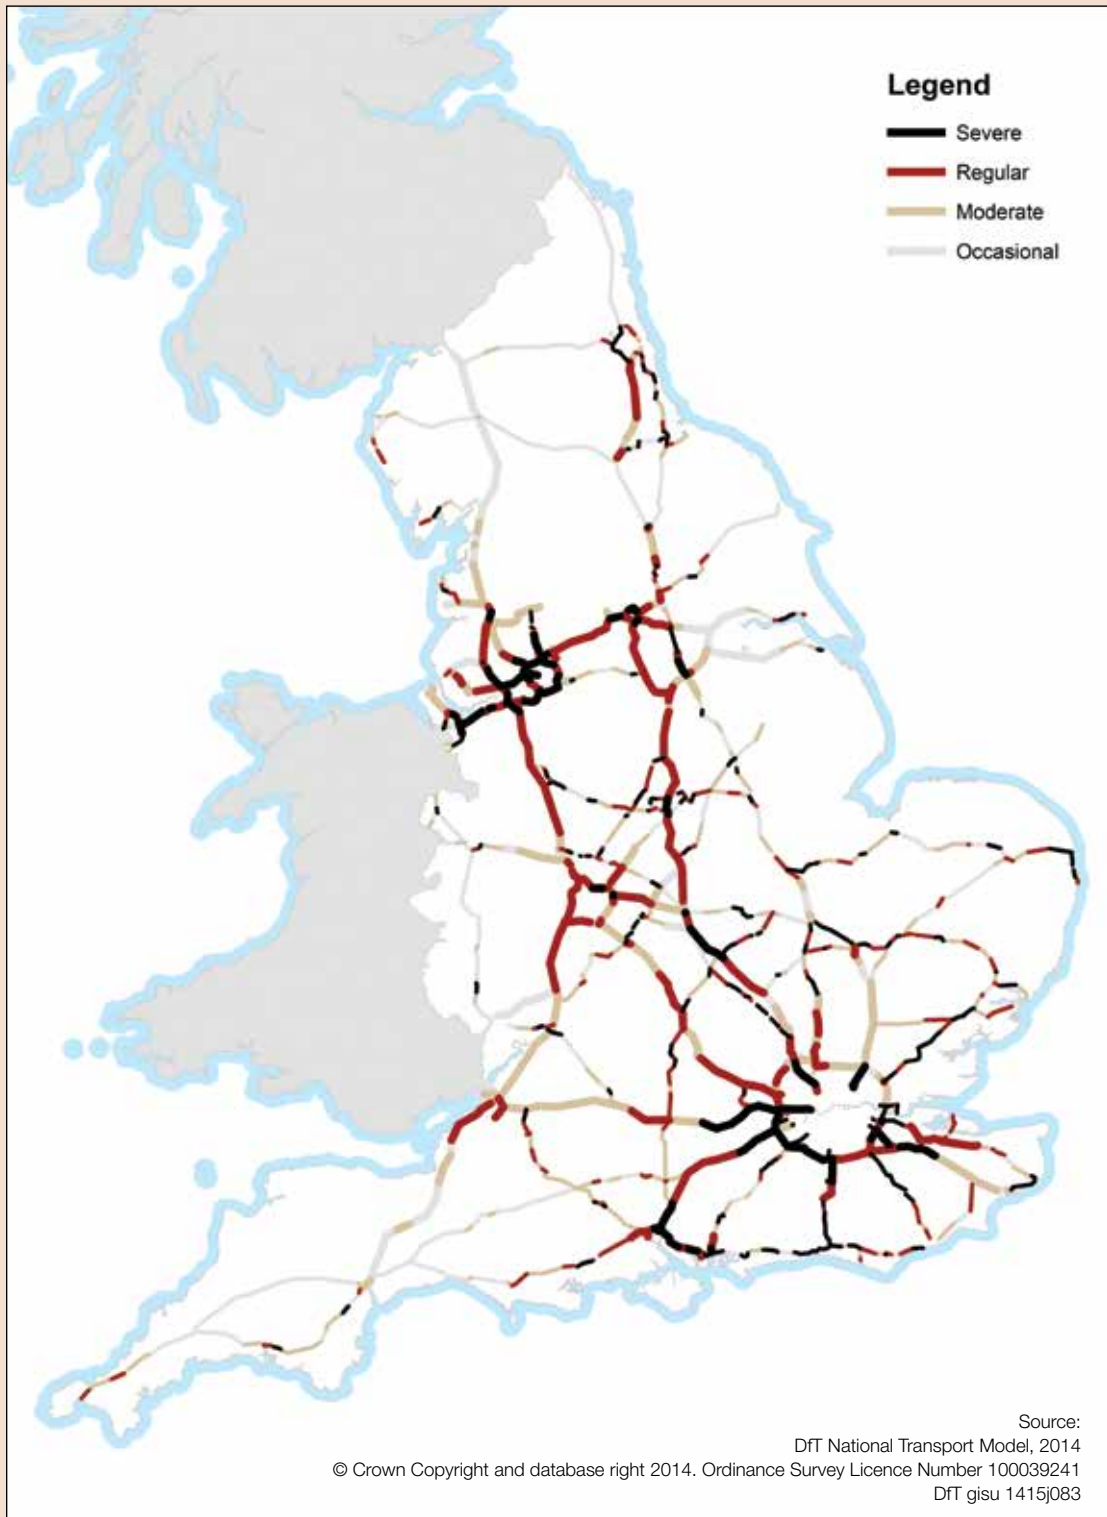 Legend
Severe
Regular
Moderate
Occasional
Source:
DfT National Transport Model, 2014
© Crown Copyright and database right 2014. Ordinance Survey Licence Number 100039241
DfT gisu 1415j083